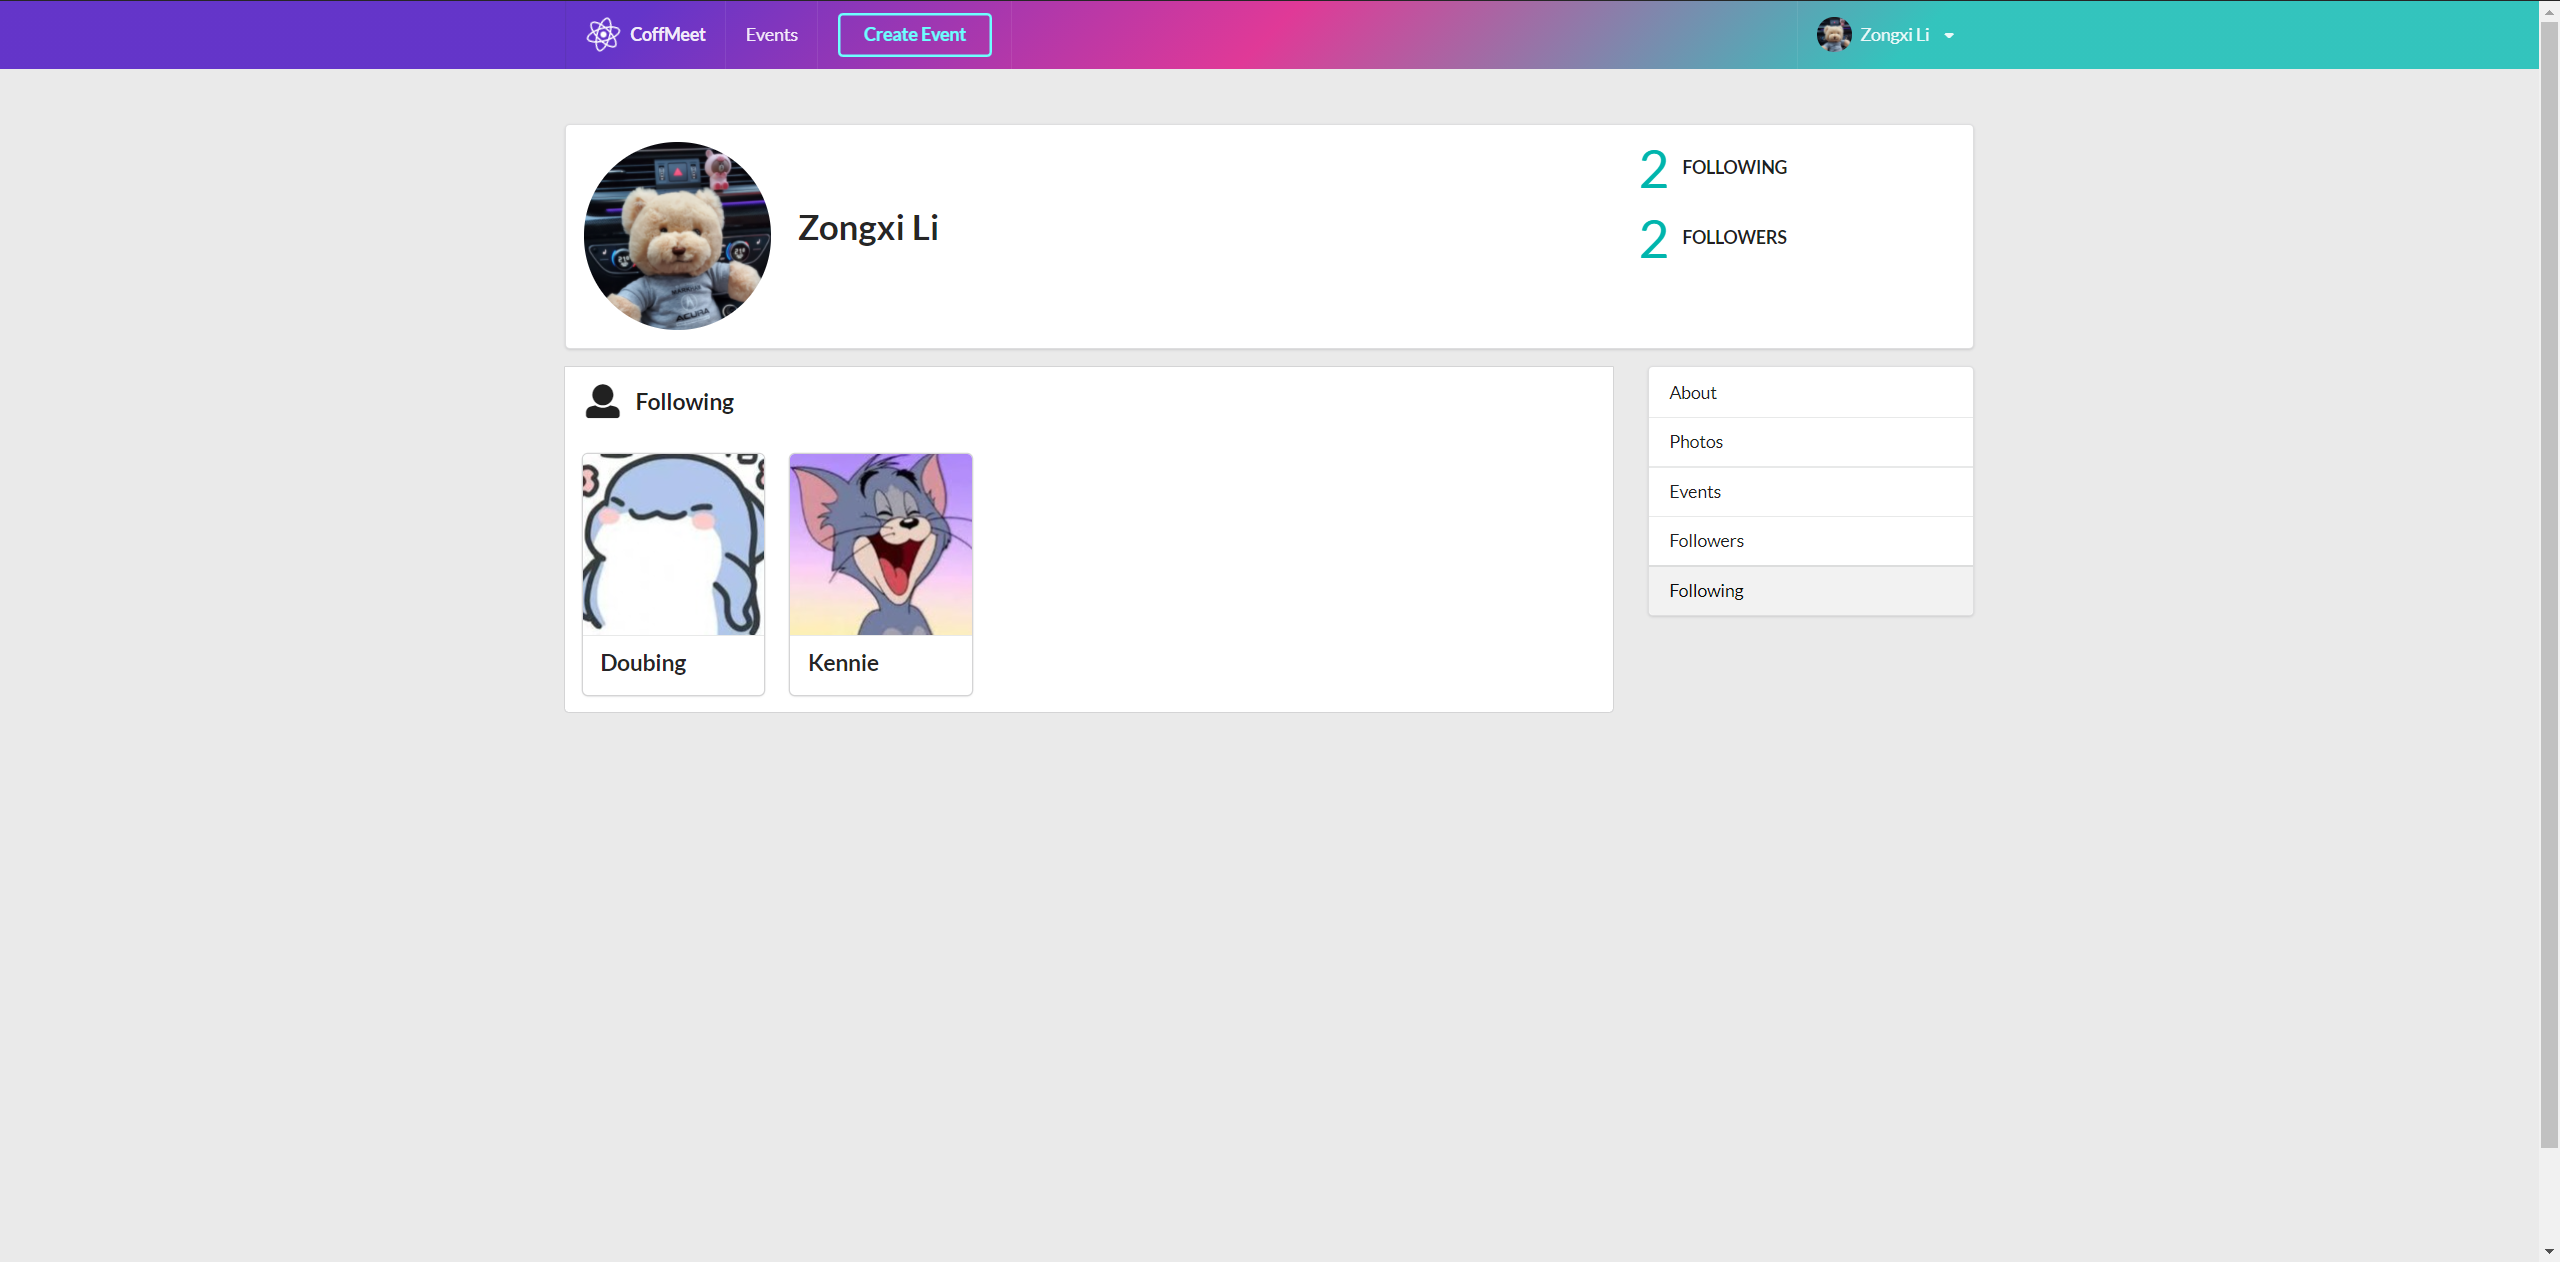 CoffMeet
Events
Create Event
Zongxi Li
Zongxi Li
2 FOLLOWING
2 FOLLOWERS
ACURA
Following
Doubing
Kennie
About
Photos
Events
Followers
Following